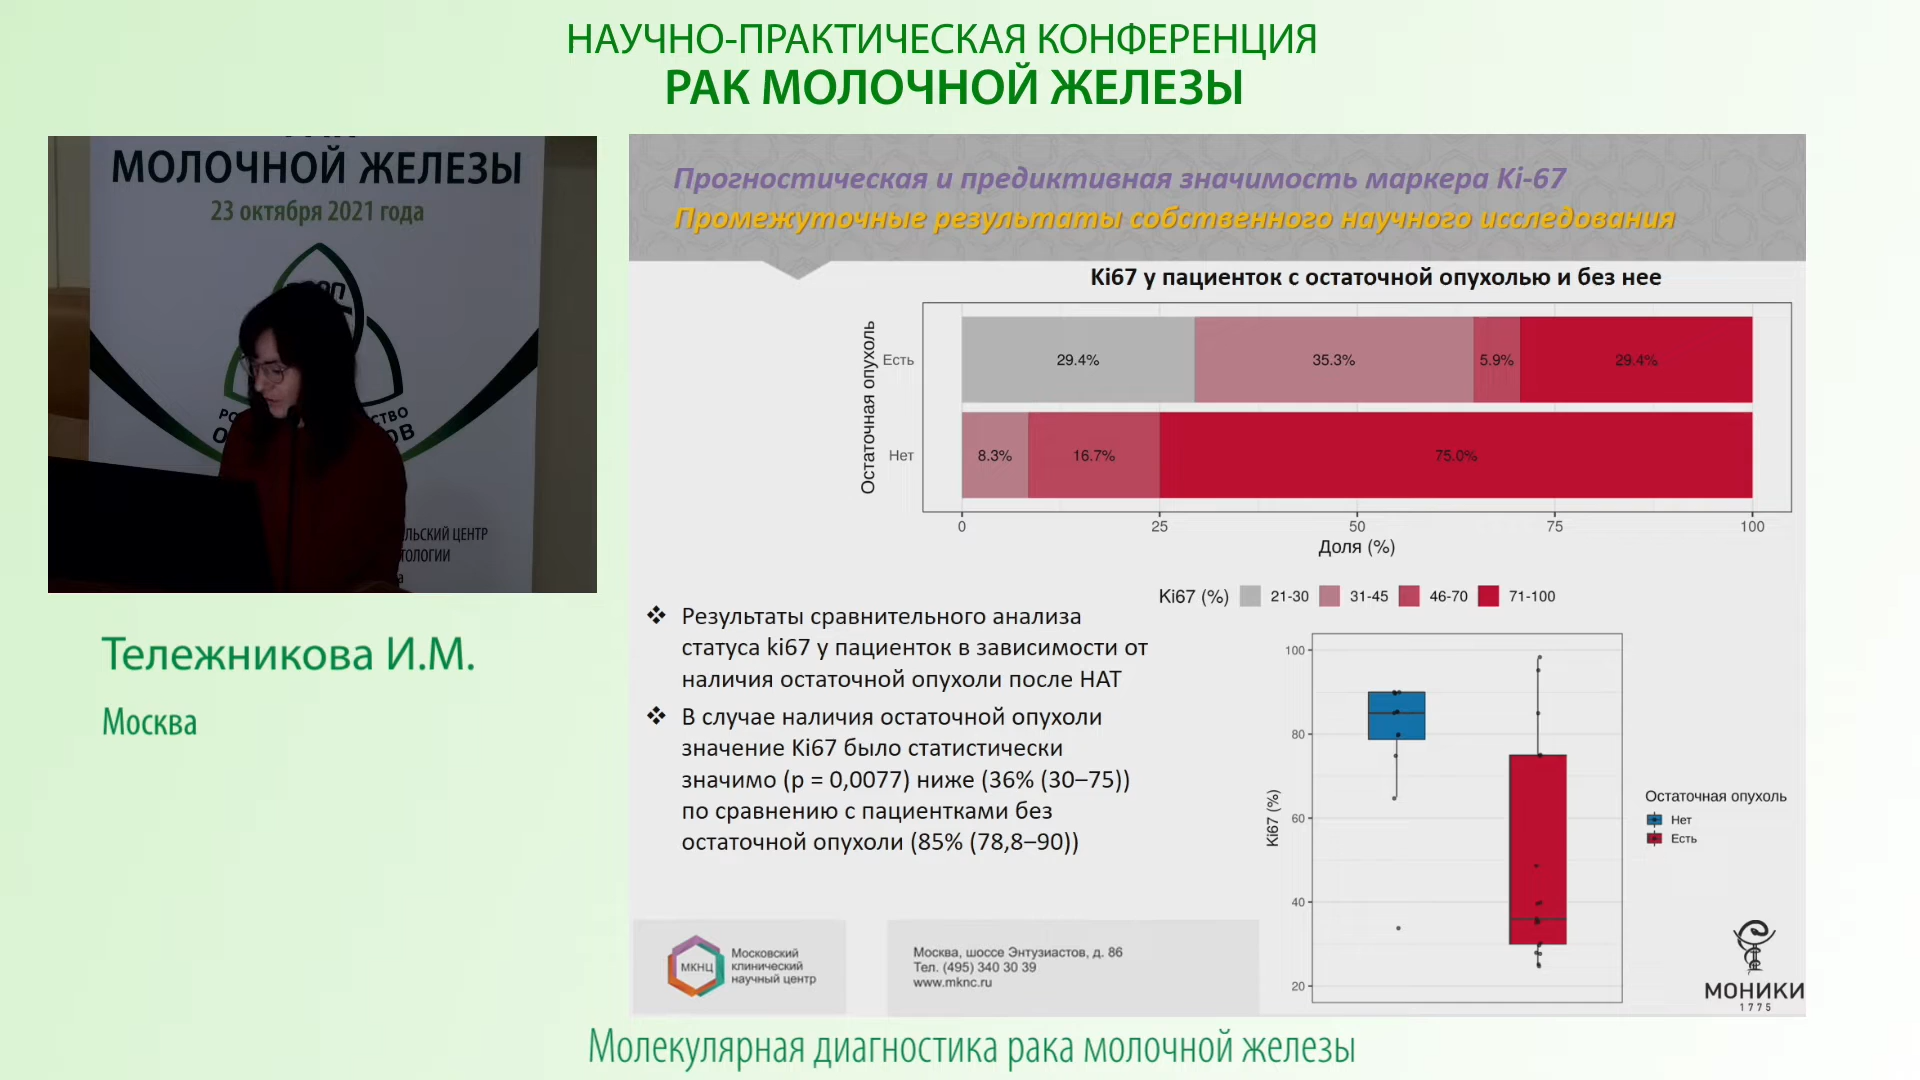 НАУЧНО-ПРАКТИЧЕСКАЯ КОНФЕРЕНЦИЯ
РАК МОЛОЧНОЙ ЖЕЛЕЗЫ
МОЛОЧНОЙ ЖЕЛЕЗЫ
23 октября 2021 года
Тележникова И.М.
Москва
Прогностическая и предиктивная значимость маркера Ki-67
Промежуточные результаты собственного научного исследования
Ki67 у пациенток с остаточной опухолью и без нее
Остаточная опухоль
Есть
29.4%
35.3%
5.9%
29.4%
Нет
8.3%
16.7%
75.0%
0
25
50
75
100
Доля (%)
Ki67 (%)
21-30
31-45
46-70
71-100
❖ Результаты сравнительного анализа
статуса ki67 у пациенток в зависимости от
наличия остаточной опухоли после НАТ
❖ В случае наличия остаточной опухоли
значение Ki67 было статистически
значимо (p = 0,0077) ниже (36% (30–75))
по сравнению с пациентками без
остаточной опухоли (85% (78,8–90))
100
80
60
40
20
Ki67 (%)
Остаточная опухоль
Нет
Есть
МКНЦ
Московский
клинический
научный центр
Москва, шоссе Энтузиастов, д. 86
Тел. (495) 340 30 39
www.mknc.ru
МОНИКИ
1775
Молекулярная диагностика рака молочной железы